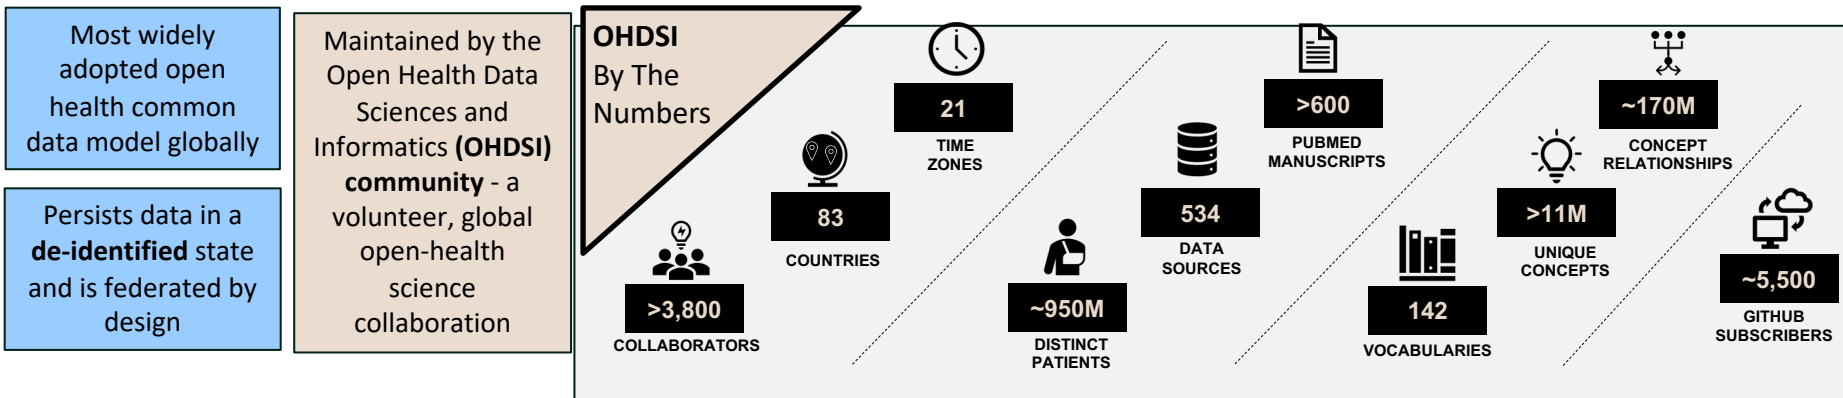 Most widely
adopted open
health common
data model globally
Persists data in a
de-identified state
and is federated by
design
Maintained by the
Open Health Data
Sciences and
Informatics (OHDSI)
community - a
volunteer, global
open-health
science
collaboration
OHDSI
By The
Numbers
>3,800
COLLABORATORS
83
COUNTRIES
21
TIME
ZONES
~950M
DISTINCT
PATIENTS
534
DATA
SOURCES
>600
PUBMED
MANUSCRIPTS
142
VOCABULARIES
>11M
UNIQUE
CONCEPTS
~170M
CONCEPT
RELATIONSHIPS
~5,500
GITHUB
SUBSCRIBERS